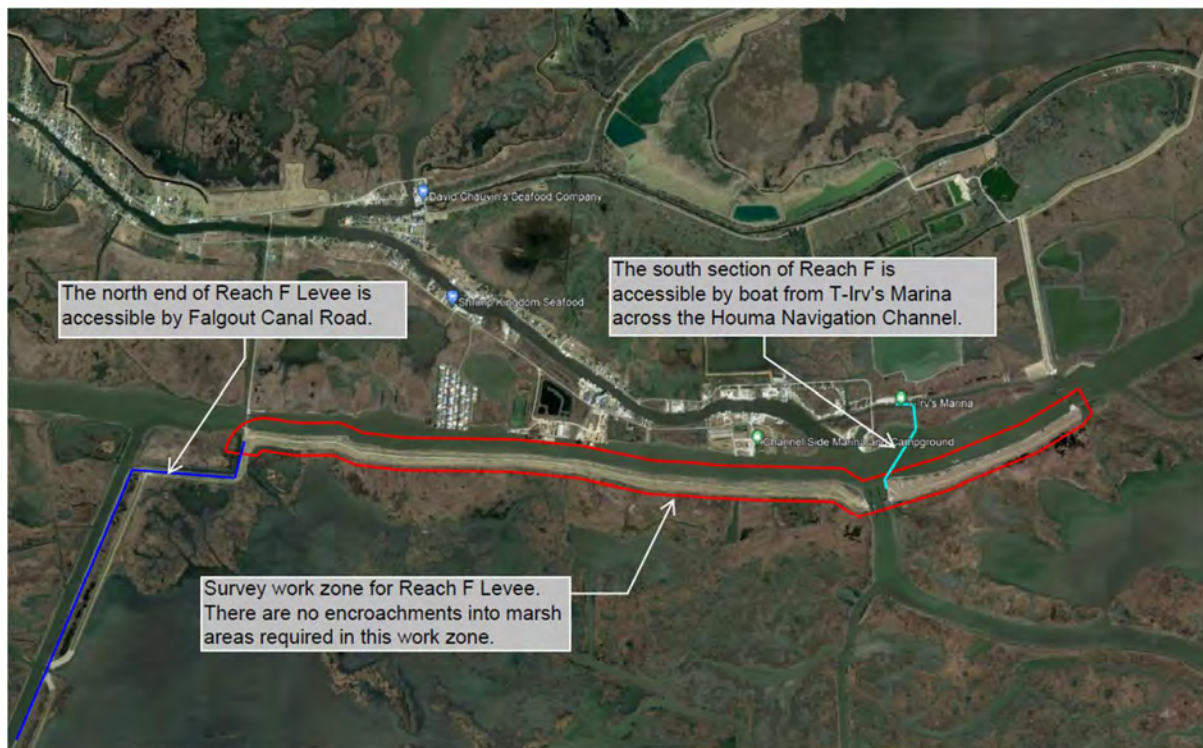 David Chauvin's Seafood Company
The south section of Reach F is
accessible by boat from T-Irv's Marina
across the Houma Navigation Channel.
The north end of Reach F Levee is
accessible by Falgout Canal Road.
Shrimp Kingdom Seafood
T-Irv's Marina
Channel Side Marina and Campground
Survey work zone for Reach F Levee.
There are no encroachments into marsh
areas required in this work zone.